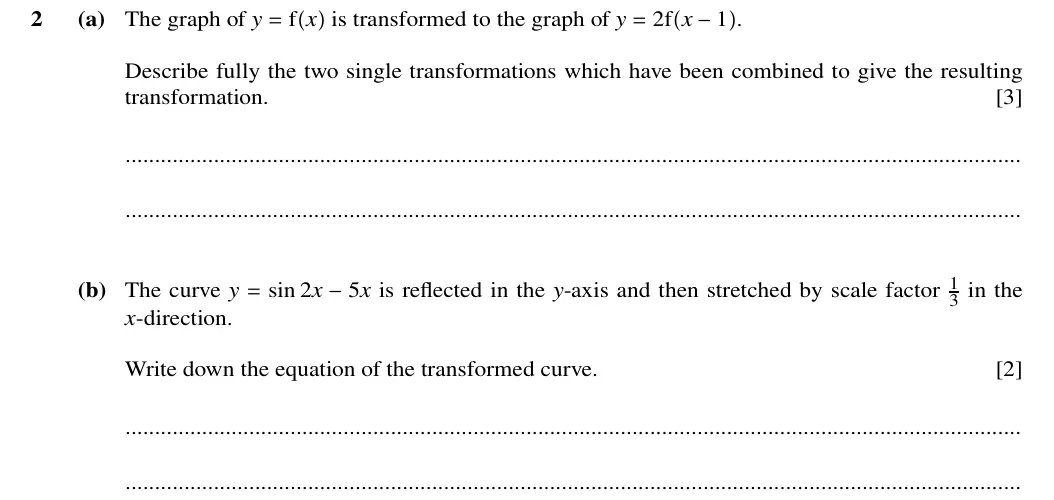 2 (a) The graph of y = f(x) is transformed to the graph of y = 2f(x − 1).
Describe fully the two single transformations which have been combined to give the resulting
transformation. [3]
(b) The curve y = sin 2x − 5x is reflected in the y-axis and then stretched by scale factor 1/3 in the
x-direction.
Write down the equation of the transformed curve. [2]